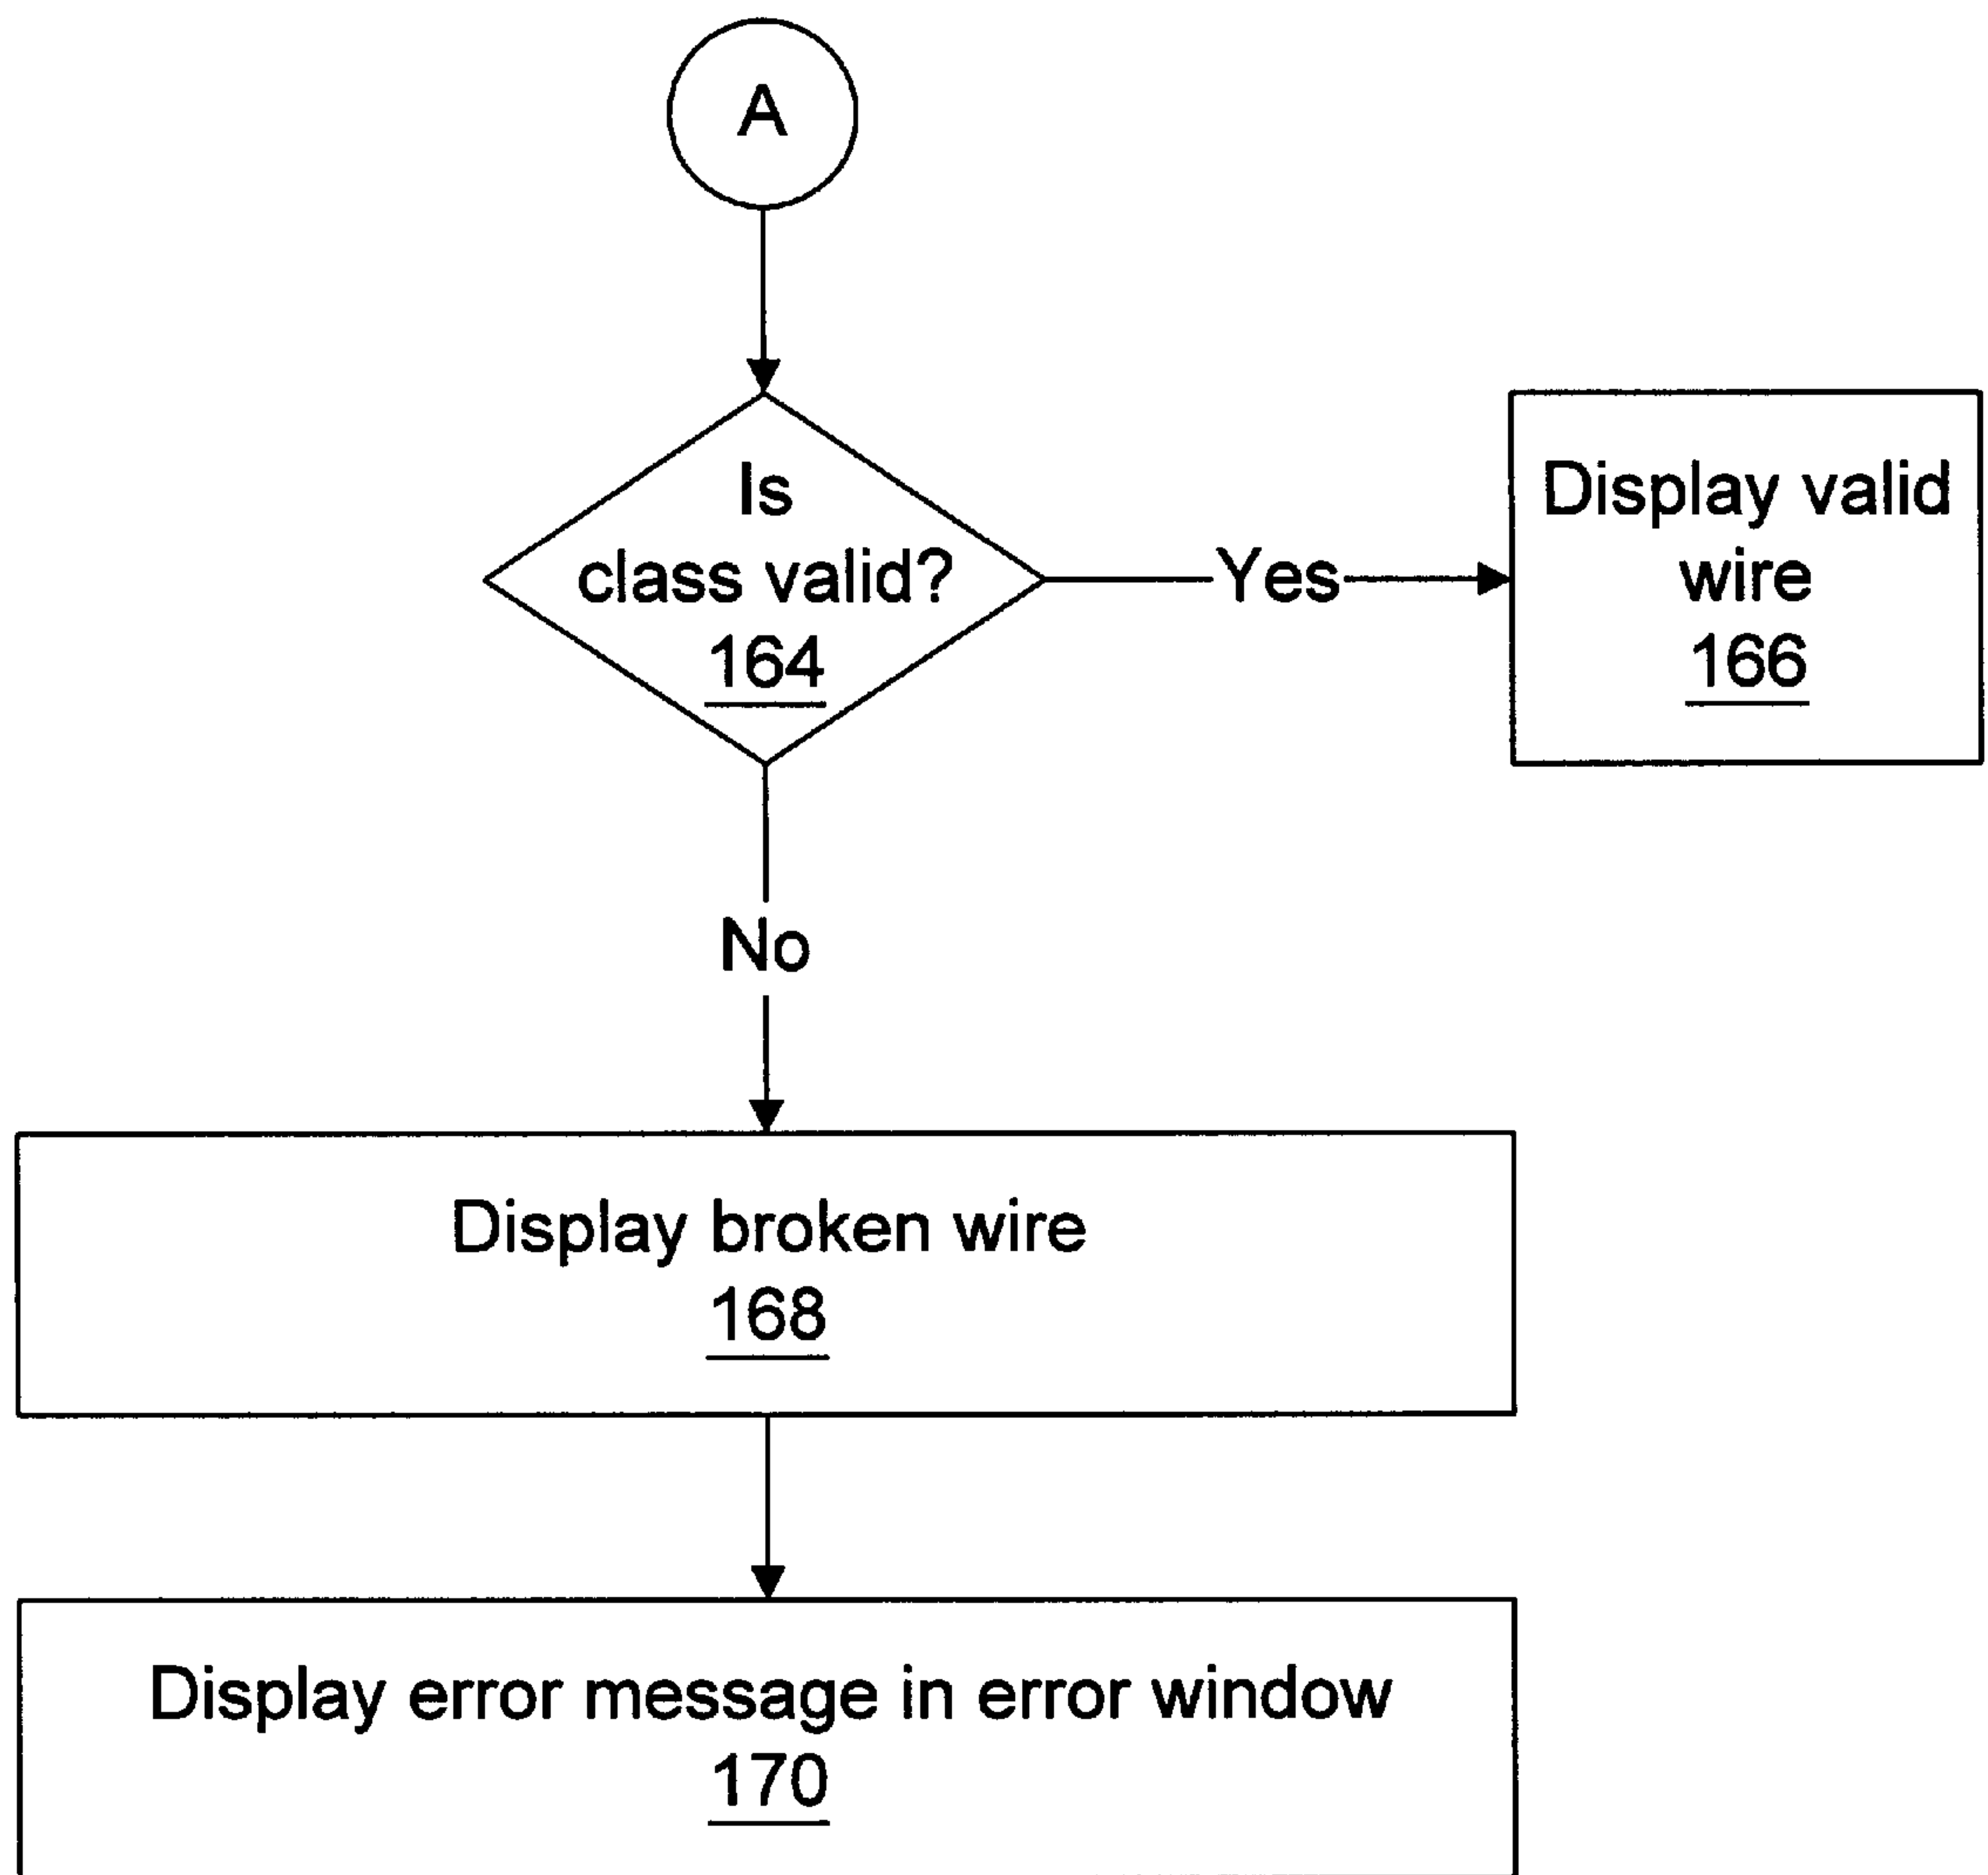 A
Is
class valid?
164
Yes
Display valid
wire
166
No
Display broken wire
168
Display error message in error window
170